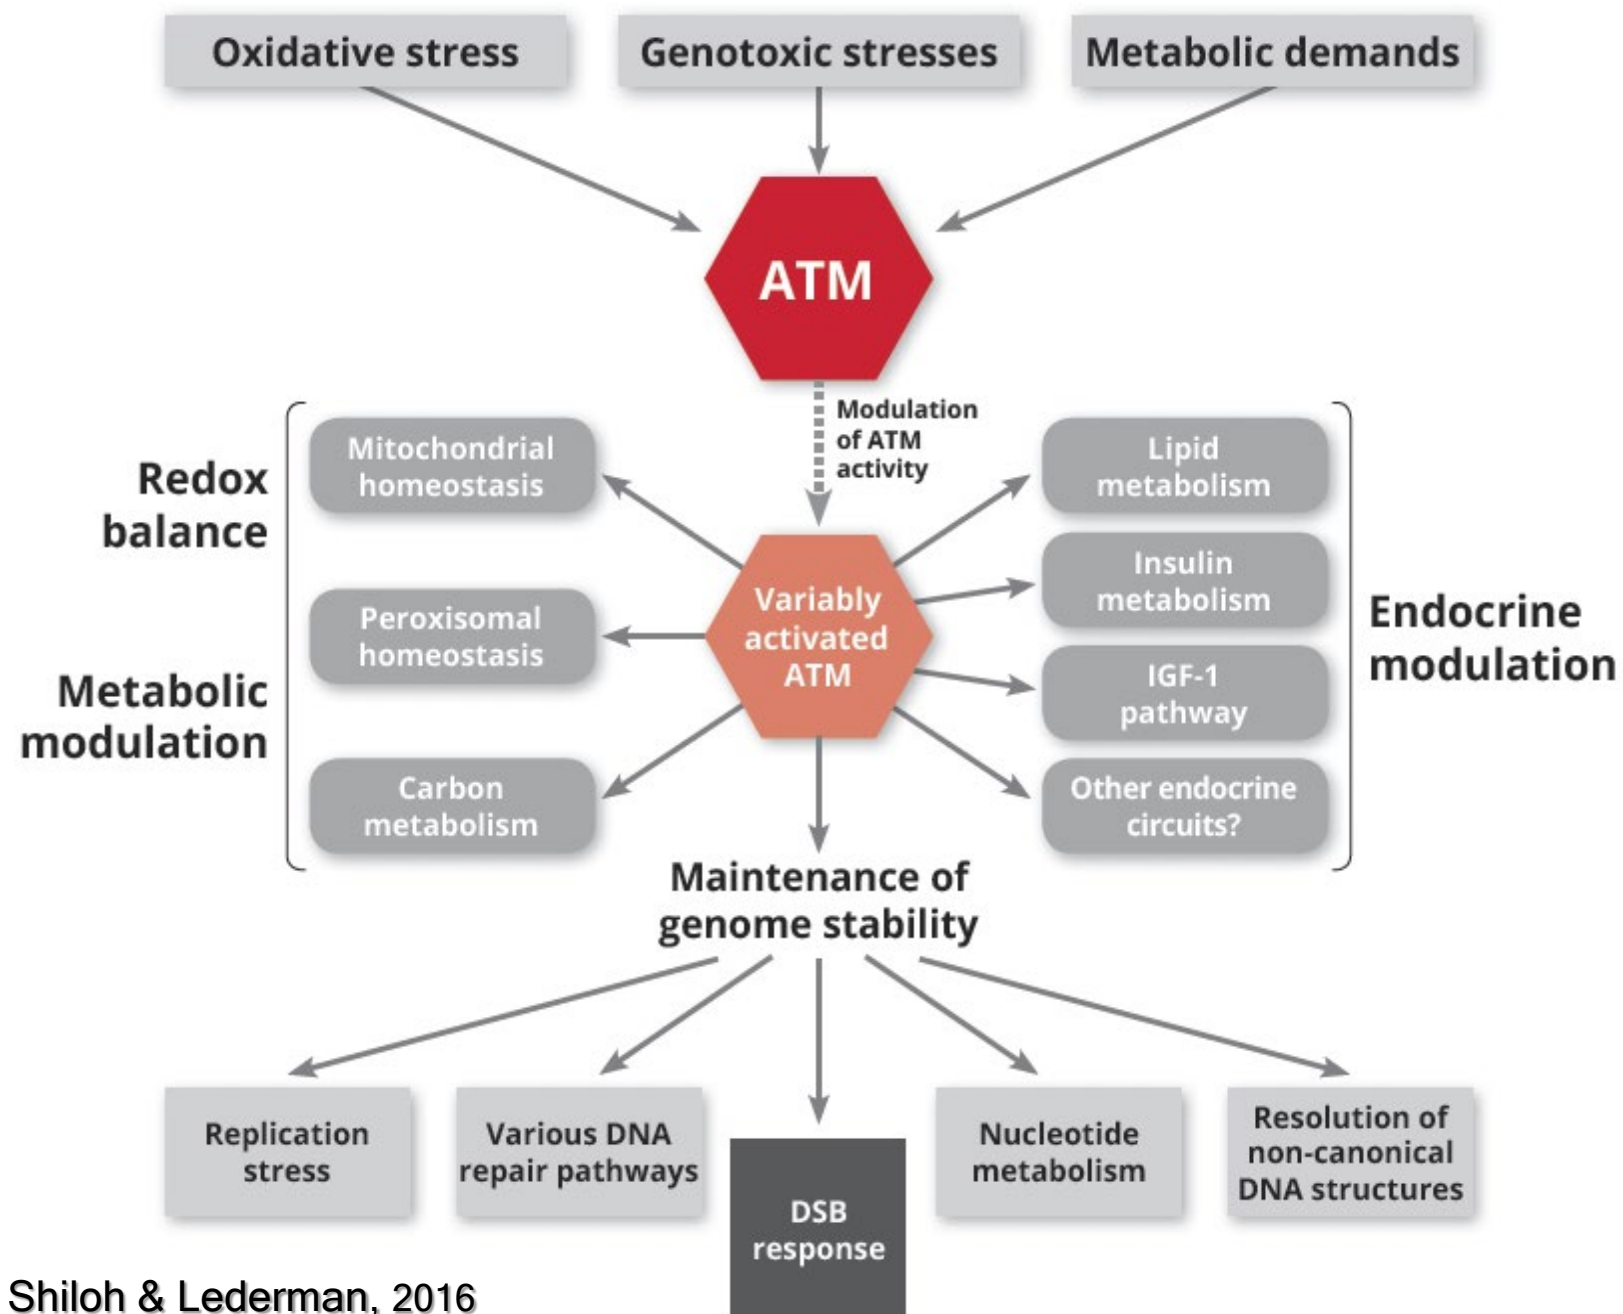 Oxidative stress
Genotoxic stresses
Metabolic demands
ATM
Modulation
of ATM
activity
Redox
balance
Metabolic
modulation
Mitochondrial
homeostasis
Peroxisomal
homeostasis
Carbon
metabolism
Variably
activated
ATM
Lipid
metabolism
Insulin
metabolism
IGF-1
pathway
Other endocrine
circuits?
Endocrine
modulation
Maintenance of
genome stability
Replication
stress
Various DNA
repair pathways
DSB
response
Nucleotide
metabolism
Resolution of
non-canonical
DNA structures
Shiloh & Lederman, 2016